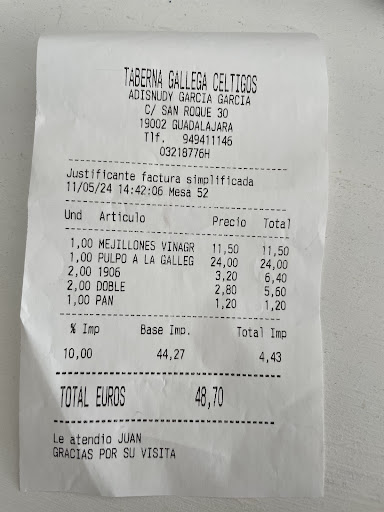 TABERNA GALLEGA CELTIGOS
ADISNUDY GARCIA GARCIA
C/ SAN ROQUE 30
19002 GUADALAJARA
Tlf. 949411146
03218776H
Justificante factura simplificada
11/05/24 14:42:06 Mesa 52
Und Articulo Precio Total
1,00 MEJILLONES VINAGR 11,50 11,50
1,00 PULPO A LA GALLEG 24,00 24,00
2,00 1906 3,20 6,40
2,00 DOBLE 2,80 5,60
1,00 PAN 1,20 1,20
% Imp Base Imp. Total Imp
10,00 44,27 4,43
TOTAL EUROS 48,70
Le atendio JUAN
GRACIAS POR SU VISITA